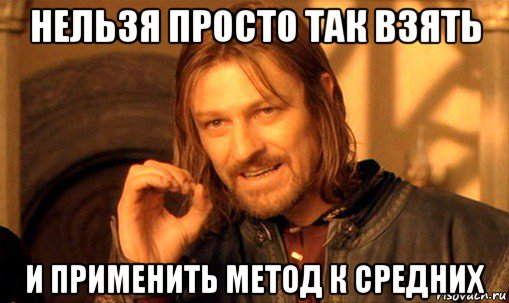 НЕЛЬЗЯ ПРОСТО ТАК ВЗЯТЬ
И ПРИМЕНИТЬ МЕТОД К СРЕДНИХ
risovach.ru